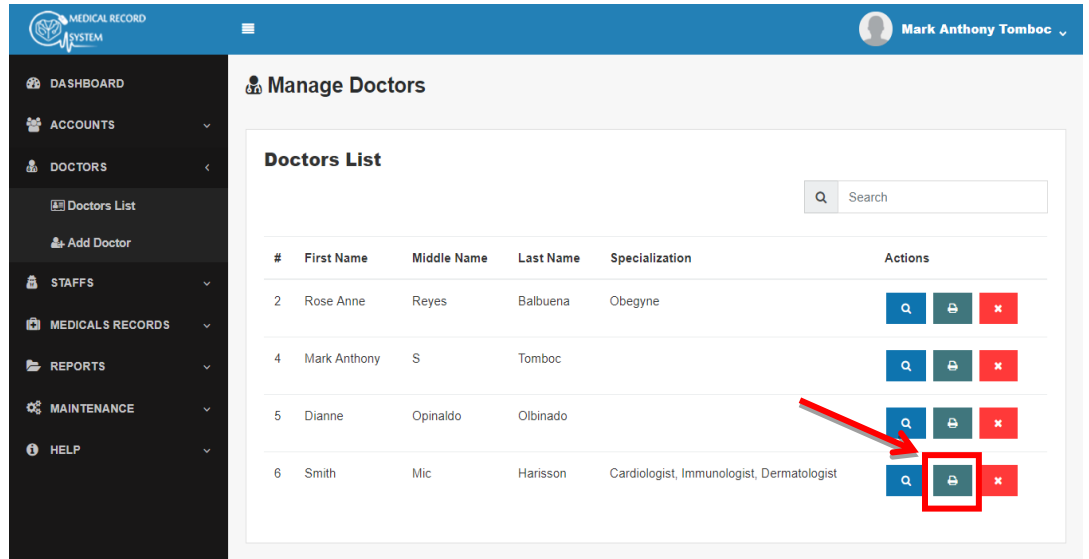 MEDICAL RECORD
SYSTEM
Mark Anthony Tomboc
DASHBOARD
ACCOUNTS
DOCTORS
Doctors List
Add Doctor
STAFFS
MEDICALS RECORDS
REPORTS
MAINTENANCE
HELP
Manage Doctors
Doctors List
Search
# First Name Middle Name Last Name Specialization Actions
2 Rose Anne Reyes Balbuena Obegyne
4 Mark Anthony S Tomboc
5 Dianne Opinaldo Olbinado
6 Smith Mic Harisson Cardiologist, Immunologist, Dermatologist